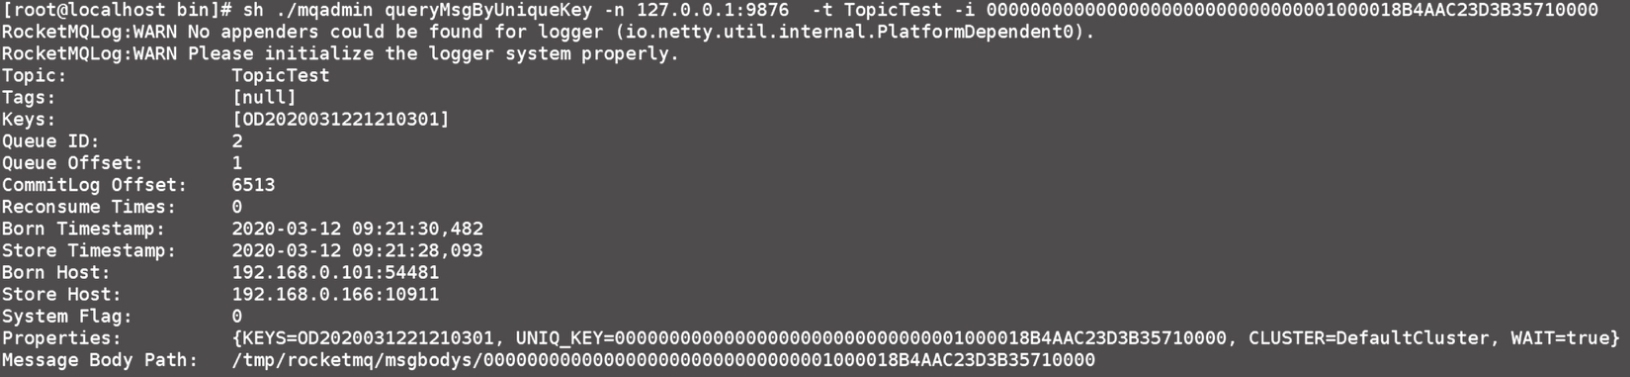 [root@localhost bin]# sh ./mqadmin queryMsgByUniqueKey -n 127.0.0.1:9876  -t TopicTest -i 00000000000000000000000000000001000018B4AAC23D3B35710000
RocketMQLog:WARN No appenders could be found for logger (io.netty.util.internal.PlatformDependent0).
RocketMQLog:WARN Please initialize the logger system properly.
Topic:               TopicTest
Tags:                [null]
Keys:                [OD2020031221210301]
Queue ID:            2
Queue Offset:        1
CommitLog Offset:    6513
Reconsume Times:     0
Born Timestamp:      2020-03-12 09:21:30,482
Store Timestamp:     2020-03-12 09:21:28,093
Born Host:           192.168.0.101:54481
Store Host:          192.168.0.166:10911
System Flag:         0
Properties:          {KEYS=OD2020031221210301, UNIQ_KEY=00000000000000000000000000000001000018B4AAC23D3B35710000, CLUSTER=DefaultCluster, WAIT=true}
Message Body Path:   /tmp/rocketmq/msgbodys/00000000000000000000000000000001000018B4AAC23D3B35710000